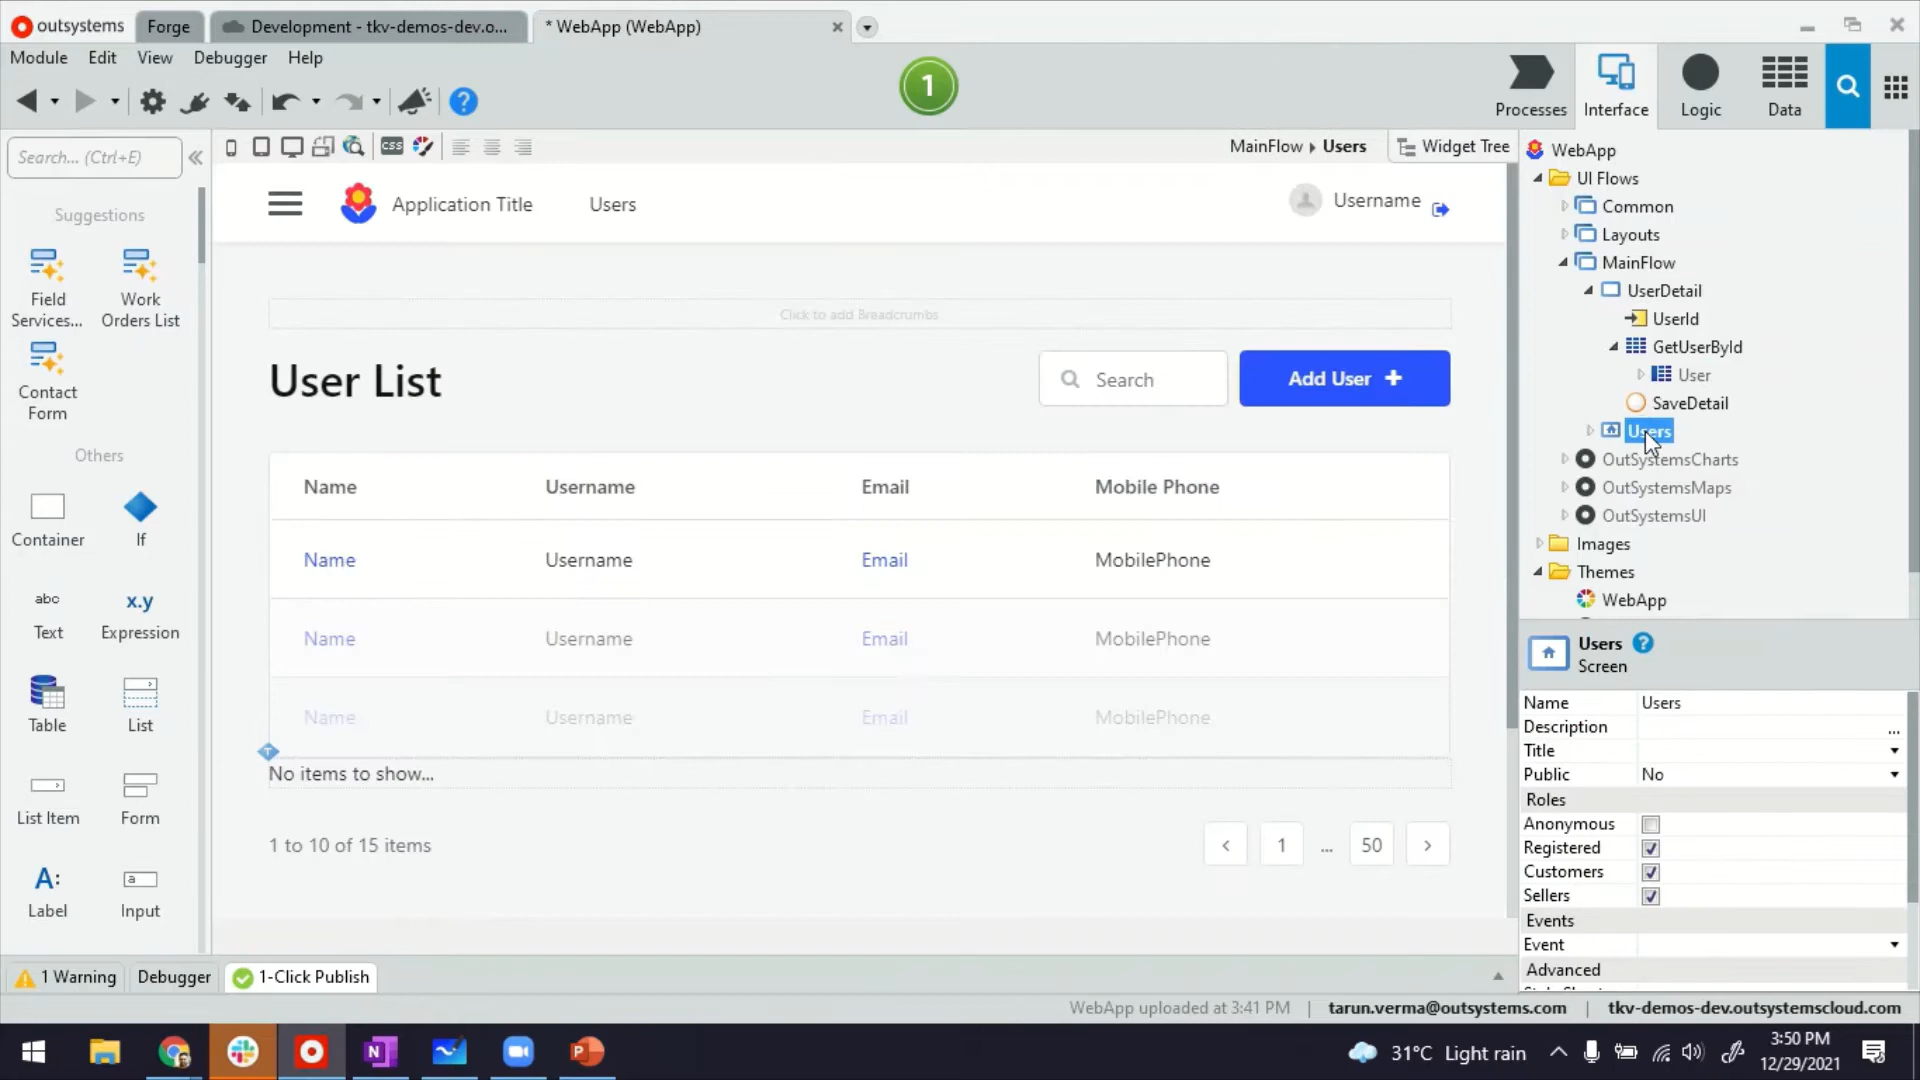 outsystems
Forge
Development - tkv-demos-dev.o...
* WebApp (WebApp)
Module Edit View Debugger Help
1
Processes
Interface
Logic
Data
Search... (Ctrl+E)
CSS
MainFlow Users
Widget Tree
Suggestions
Field Services...
Work Orders List
Contact Form
Others
Container
If
abc
Text
x.y
Expression
Table
List
List Item
Form
A:
Label
a
Input
Application Title
Users
Username
Click to add Breadcrumbs
User List
Search
Add User +
Name Username Email Mobile Phone
Name Username Email MobilePhone
Name Username Email MobilePhone
Name Username Email MobilePhone
No items to show...
1 to 10 of 15 items
< 1 ... 50 >
WebApp
UI Flows
Common
Layouts
MainFlow
UserDetail
UserId
GetUserById
User
SaveDetail
Users
OutSystemsCharts
OutSystemsMaps
OutSystemsUI
Images
Themes
WebApp
Users ?
Screen
Name Users
Description ...
Title
Public No
Roles
Anonymous
Registered
Customers
Sellers
Events
Event
Advanced
1 Warning
Debugger
1-Click Publish
WebApp uploaded at 3:41 PM | tarun.verma@outsystems.com | tkv-demos-dev.outsystemscloud.com
31°C Light rain
3:50 PM
12/29/2021